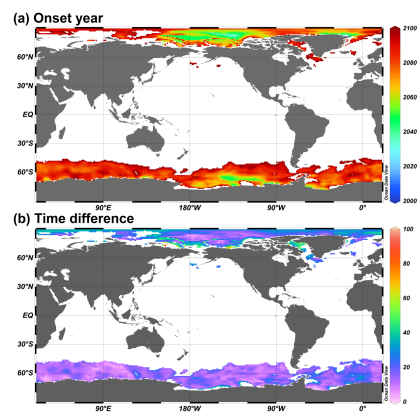 (a) Onset year
60°N
30°N
EQ
30°S
60°S
90°E
180°W
90°W
0°
2100
2080
2060
2040
2020
2000
Ocean Data View
(b) Time difference
60°N
30°N
EQ
30°S
60°S
90°E
180°W
90°W
0°
100
80
60
40
20
0
Ocean Data View